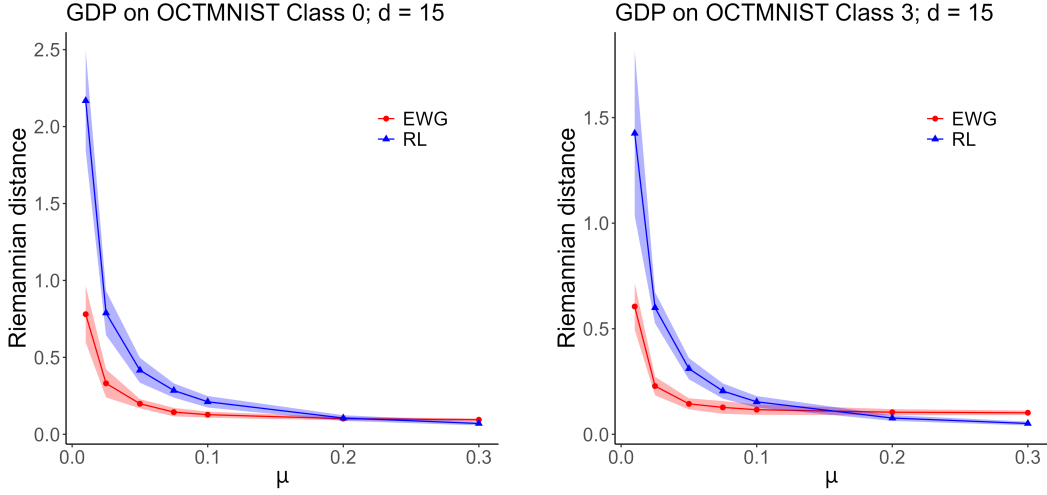 GDP on OCTMNIST Class 0; d = 15
2.5
2.0
1.5
1.0
0.5
0.0
Riemannian distance
0.0
0.1
0.2
0.3
μ
EWG
RL
GDP on OCTMNIST Class 3; d = 15
1.5
1.0
0.5
0.0
Riemannian distance
0.0
0.1
0.2
0.3
μ
EWG
RL